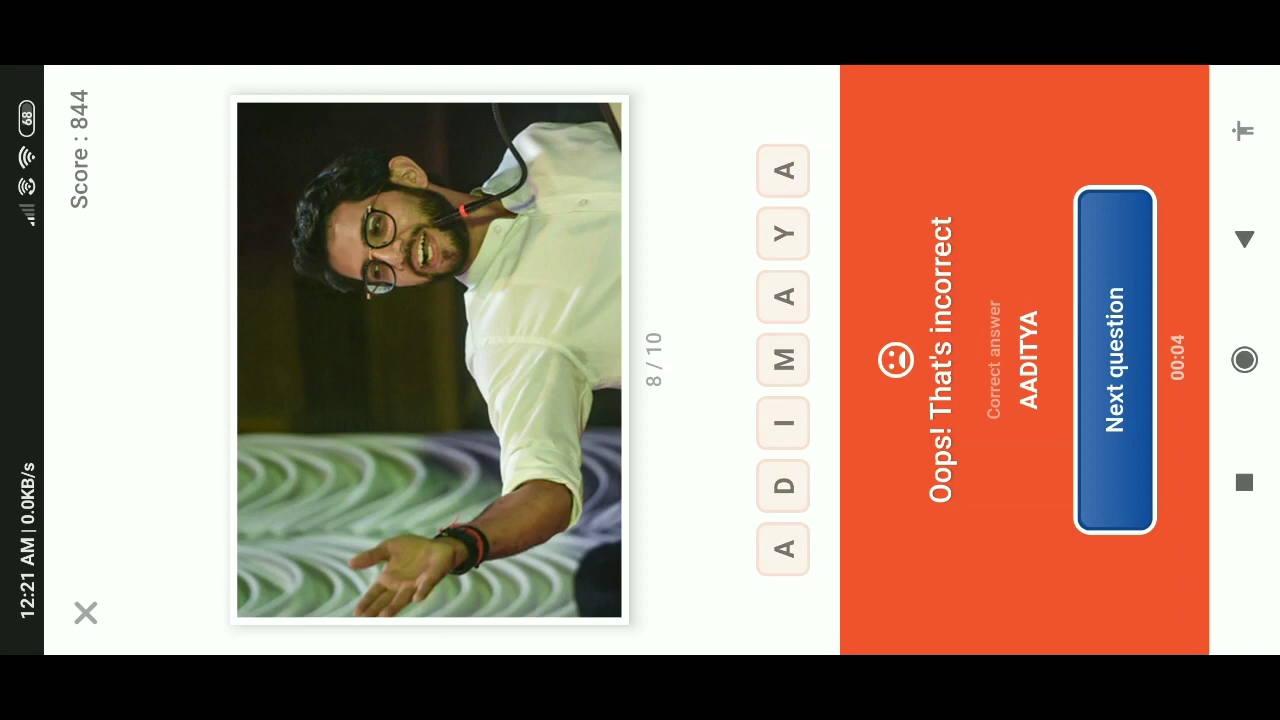 12:21 AM | 0.0KB/s 68
Score : 844
8 / 10
A D I M A Y A
Oops! That's incorrect
Correct answer
AADITYA
Next question
00:04